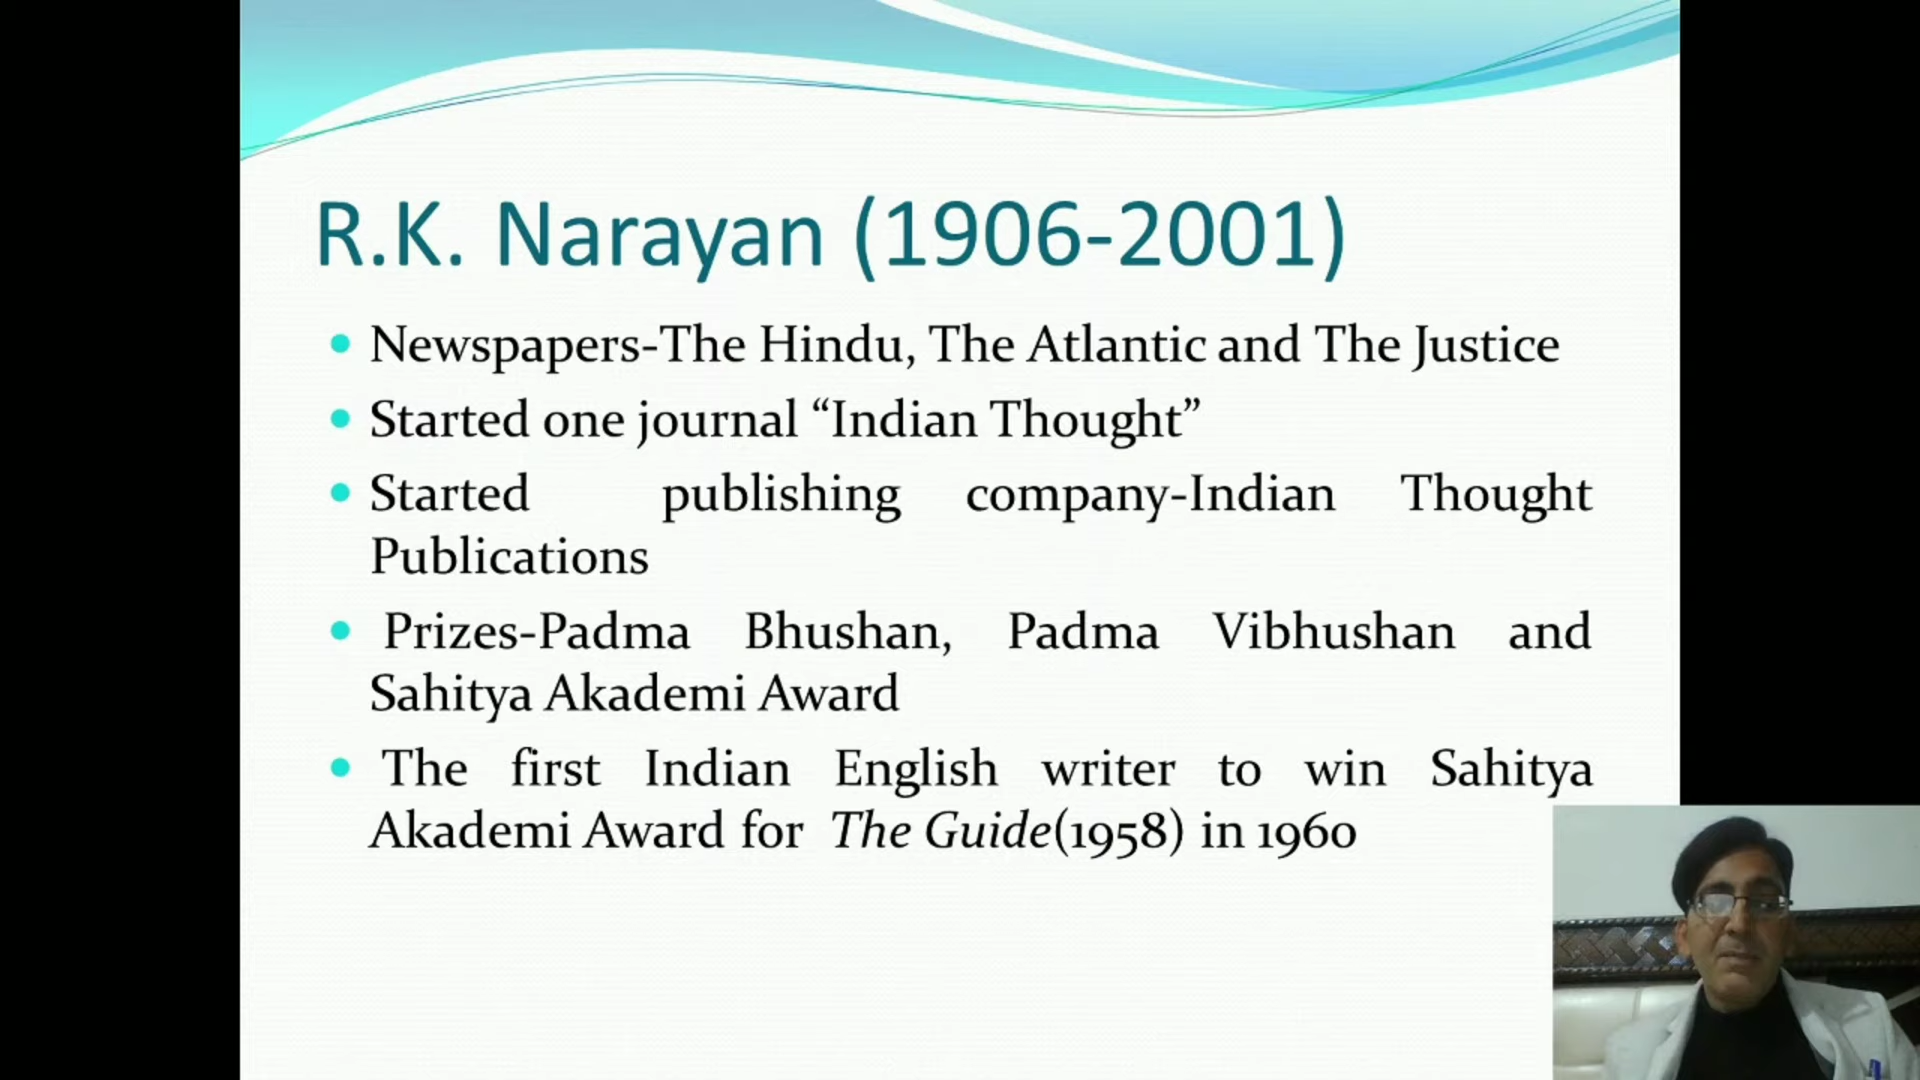 R.K. Narayan (1906-2001)
Newspapers-The Hindu, The Atlantic and The Justice
Started one journal “Indian Thought”
Started publishing company-Indian Thought
Publications
Prizes-Padma Bhushan, Padma Vibhushan and
Sahitya Akademi Award
The first Indian English writer to win Sahitya
Akademi Award for The Guide(1958) in 1960